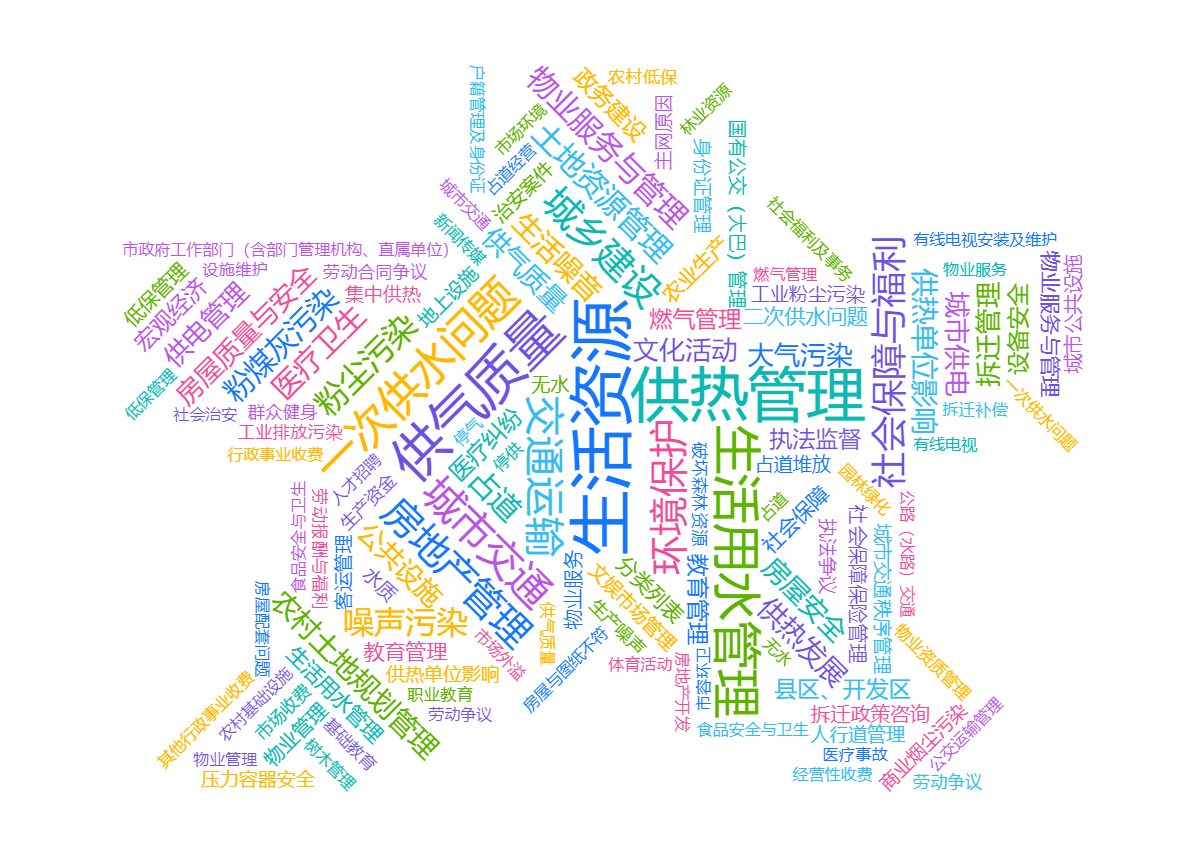 户籍管理及身份证
物业服务与管理
政务建设
农村低保
主网原因
林业资源
市场环境
土地资源管理
身份证管理
国有公交（大巴）管理
占道经营
治安案件
城市交通
城乡建设
社会福利及事务
新闻传媒
供气质量
生活噪音
农业生产
市政府工作部门（含部门管理机构、直属单位）
低保管理
设施维护
劳动合同争议
地上设施
宏观经济
供电管理
房屋质量与安全
粉煤灰污染
集中供热
医疗卫生
粉尘污染
二次供水问题
供气质量
生活资源
燃气管理
工业粉尘污染
燃气管理
二次供水问题
文化活动
大气污染
社会保障与福利
供热单位影响
有线电视安装及维护
物业服务
城市供电
拆迁管理
设备安全
物业服务与管理
城市公共设施
低保管理
社会治安
群众健身
工业排放污染
行政事业收费
无水
停气
医疗纠纷
停供
占道
交通运输
供热管理
拆迁补偿
一次供水问题
有线电视
执法监督
占道堆放
环境保护
破坏森林资源
生活用水管理
人才招聘
生产资金
城市交通
房地产管理
公共设施
食品安全与卫生
劳动报酬与福利
客运管理
水质
占道
社会保障
园林绿化
公路（水路）交通
执法争议
社会保障保险管理
城市交通秩序管理
房屋配套问题
农村土地规划管理
噪声污染
供气质量
物业服务
文娱市场管理
分类列表
生产噪声
教育管理
房屋安全
供热发展
无水
物业资质管理
教育管理
供热单位影响
市场外溢
房屋与图纸不符
体育活动
房地产开发
市容环卫
县区、开发区
其他行政事业收费
农村基础设施
生活用水管理
市场收费
物业管理
基础教育
树木管理
职业教育
劳动争议
食品安全与卫生
拆迁政策咨询
人行道管理
商业烟尘污染
公交运输管理
物业管理
压力容器安全
医疗事故
经营性收费
劳动争议